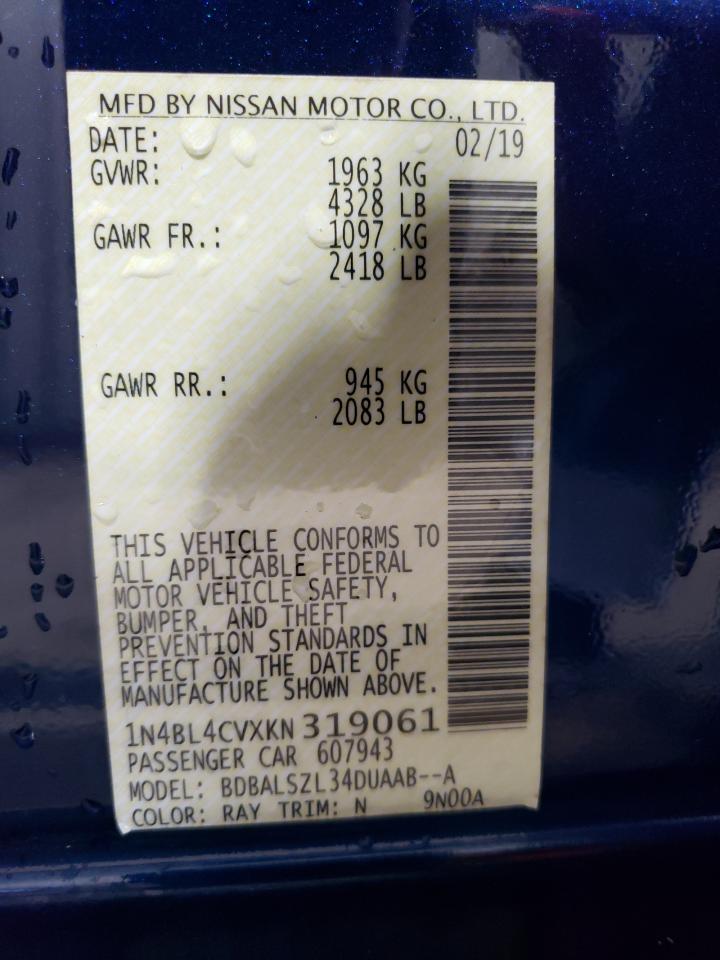 MFD BY NISSAN MOTOR CO., LTD.
DATE: 02/19
GVWR: 1963 KG
4328 LB
GAWR FR.: 1097 KG
2418 LB
GAWR RR.: 945 KG
2083 LB
THIS VEHICLE CONFORMS TO
ALL APPLICABLE FEDERAL
MOTOR VEHICLE SAFETY,
BUMPER, AND THEFT
PREVENTION STANDARDS IN
EFFECT ON THE DATE OF
MANUFACTURE SHOWN ABOVE.
1N4BL4CVXKN 319061
PASSENGER CAR 607943
MODEL: BDBALSZL34DUAAB--A
COLOR: RAY TRIM: N 9N00A